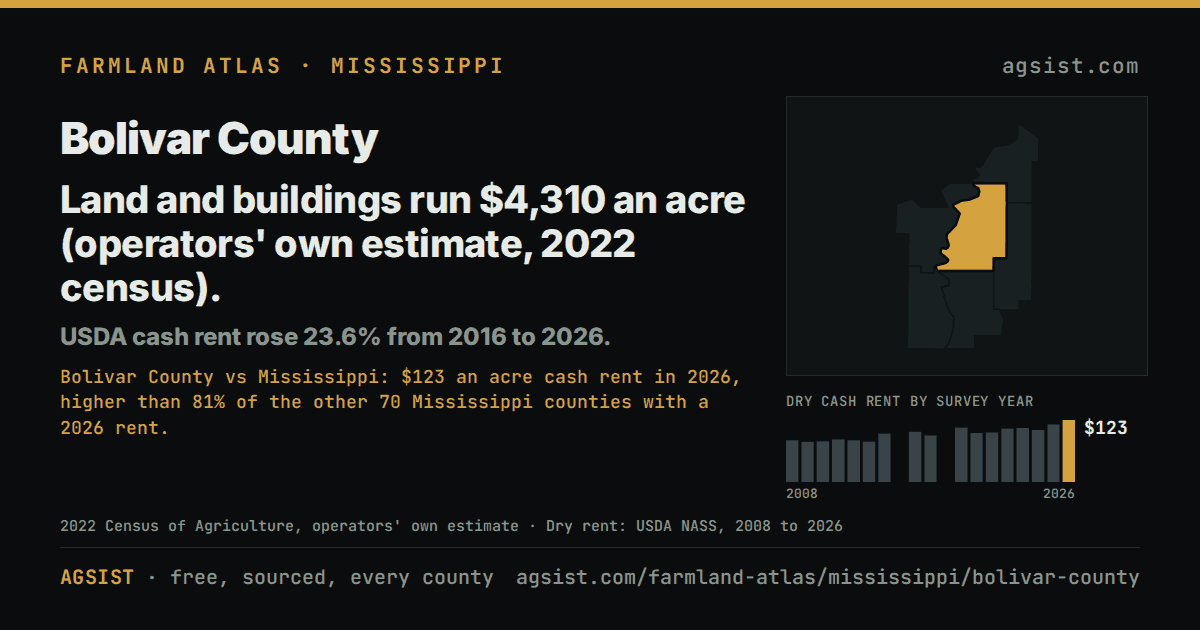 FARMLAND ATLAS · MISSISSIPPI
agsist.com
Bolivar County
Land and buildings run $4,310 an acre
(operators' own estimate, 2022
census).
USDA cash rent rose 23.6% from 2016 to 2026.
Bolivar County vs Mississippi: $123 an acre cash rent in 2026,
higher than 81% of the other 70 Mississippi counties with a
2026 rent.
DRY CASH RENT BY SURVEY YEAR
$123
2008
2026
2022 Census of Agriculture, operators' own estimate · Dry rent: USDA NASS, 2008 to 2026
AGSIST · free, sourced, every county
agsist.com/farmland-atlas/mississippi/bolivar-county